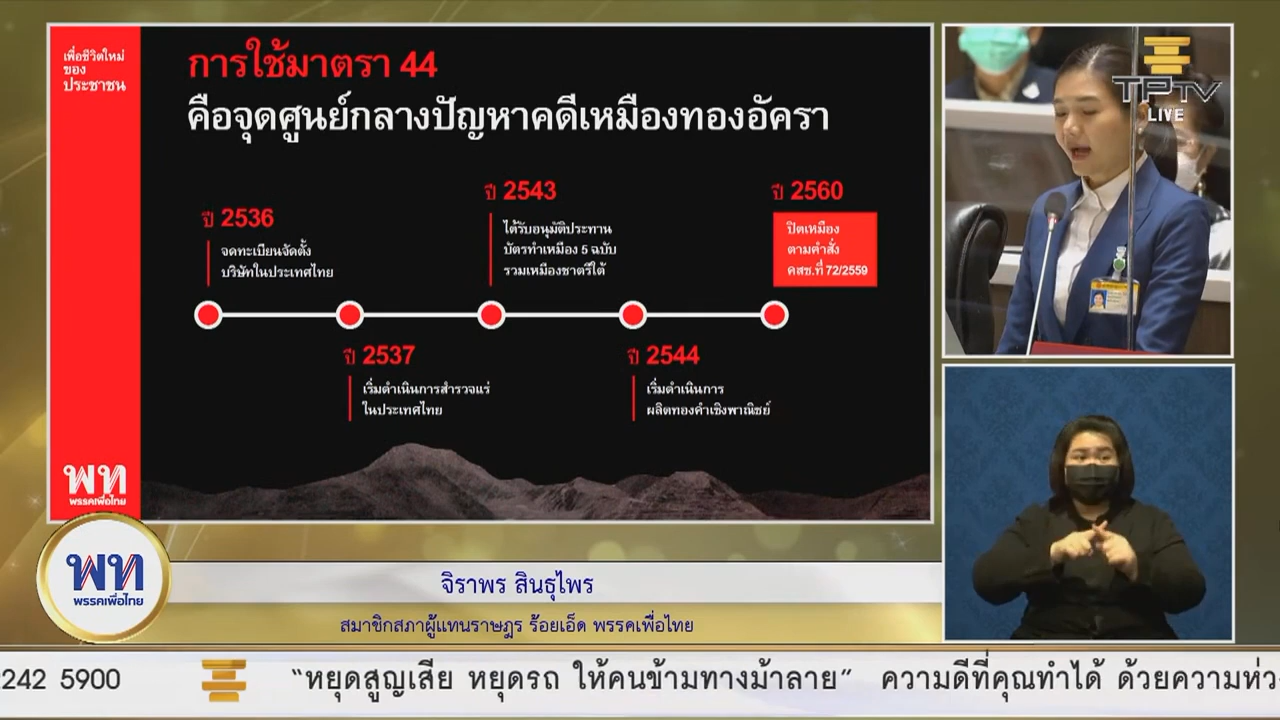 เพื่อชีวิตใหม่
ของ
ประชาชน
การใช้มาตรา 44
คือจุดศูนย์กลางปัญหาคดีเหมืองทองอัครา
ปี 2536
จดทะเบียนจัดตั้ง
บริษัทในประเทศไทย
ปี 2537
เริ่มดำเนินการสำรวจแร่
ในประเทศไทย
ปี 2543
ได้รับอนุมัติประทาน
บัตรทำเหมือง 5 ฉบับ
รวมเหมืองชาตรีใต้
ปี 2544
เริ่มดำเนินการ
ผลิตทองคำเชิงพาณิชย์
ปี 2560
ปิดเหมือง
ตามคำสั่ง
คสช.ที่ 72/2559
พท
พรรคเพื่อไทย
TPTV
LIVE
พท
พรรคเพื่อไทย
จิราพร สินธุไพร
สมาชิกสภาผู้แทนราษฎร ร้อยเอ็ด พรรคเพื่อไทย
242 5900 “หยุดสูญเสีย หยุดรถ ให้คนข้ามทางม้าลาย” ความดีที่คุณทำได้ ด้วยความห่ว